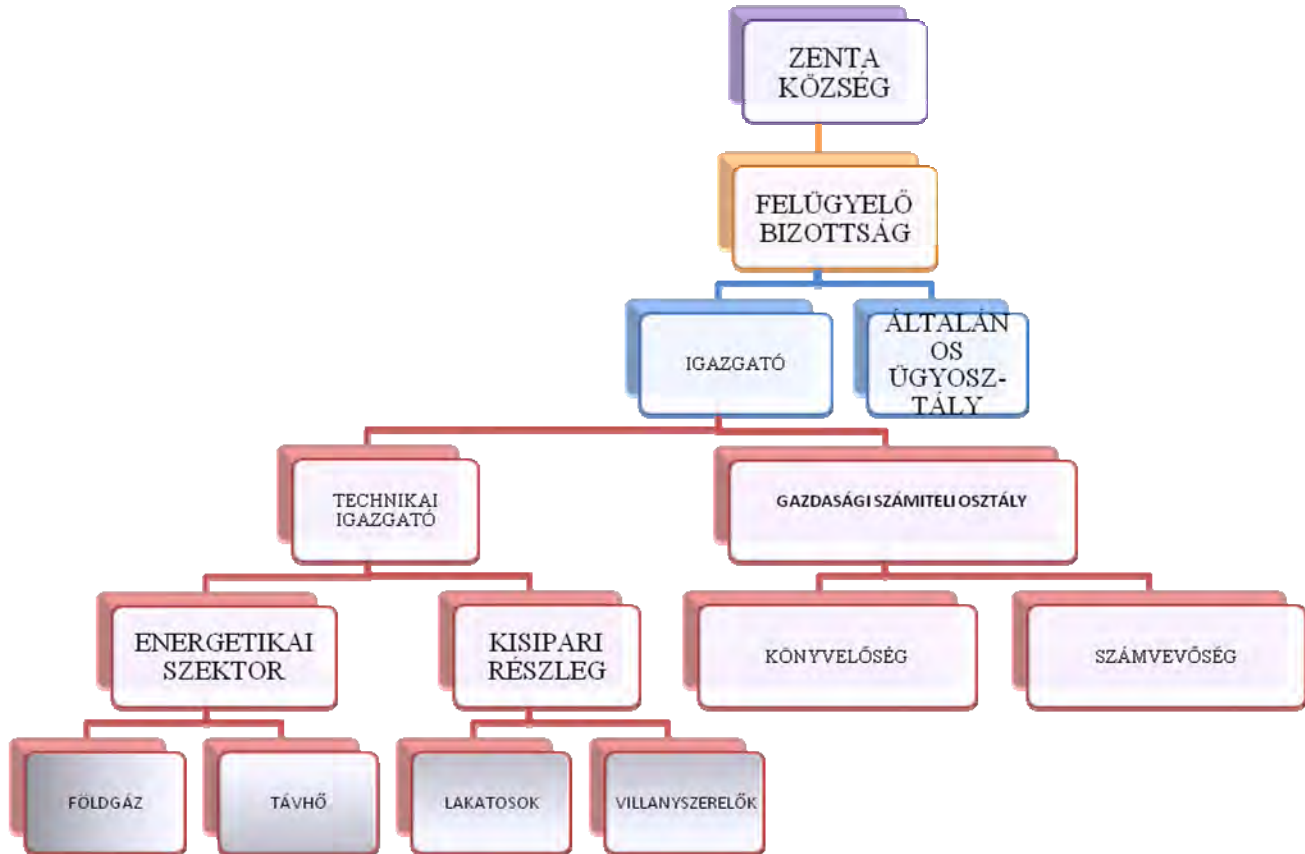 ZENTA
KÖZSÉG
FELÜGYELŐ
BIZOTTSÁG
IGAZGATÓ
ÁLTALÁN
OS
ÜGYOSZ-
TÁLY
TECHNIKAI
IGAZGATÓ
GAZDASÁGI SZÁMITELI OSZTÁLY
ENERGETIKAI
SZEKTOR
KISIPARI
RÉSZLEG
KÖNYVELŐSÉG
SZÁMVEVŐSÉG
FÖLDGÁZ
TÁVHŐ
LAKATOSOK
VILLANYSZERELŐK